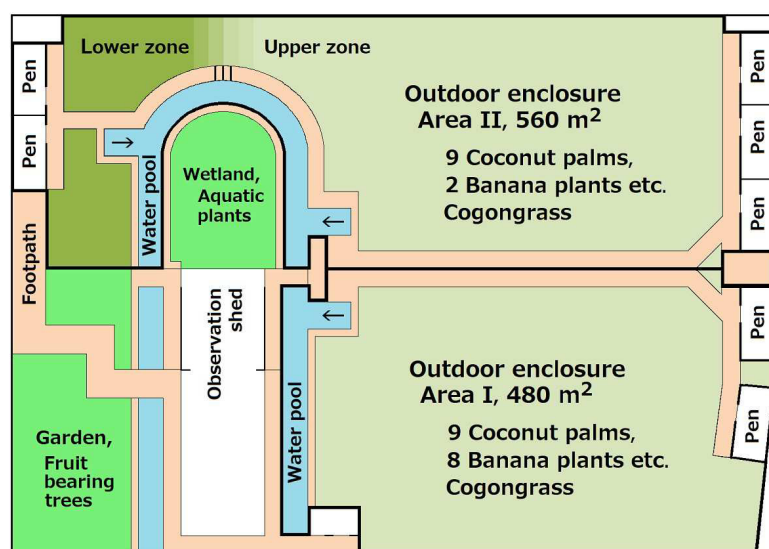 Lower zone
Upper zone
Pen
Pen
Pen
Pen
Pen
Outdoor enclosure
Area II, 560 m²
9 Coconut palms,
2 Banana plants etc.
Cogongrass
→
Wetland,
Aquatic
plants
Water pool
←
Footpath
Observation
shed
←
Pen
Pen
Outdoor enclosure
Area I, 480 m²
9 Coconut palms,
8 Banana plants etc.
Cogongrass
Water pool
Garden,
Fruit
bearing
trees